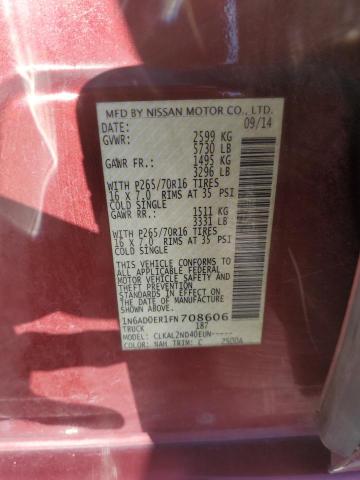 MFD BY NISSAN MOTOR CO., LTD.
DATE: 09/14
GVWR: 2599 KG
5730 LB
GAWR FR: 1495 KG
3296 LB
WITH P265/70R16 TIRES
16 X 7.0 RIMS AT 35 PSI
COLD SINGLE
GAWR RR: 1511 KG
3331 LB
WITH P265/70R16 TIRES
16 X 7.0 RIMS AT 35 PSI
COLD SINGLE
THIS VEHICLE CONFORMS TO
ALL APPLICABLE FEDERAL
MOTOR VEHICLE SAFETY AND
THEFT PREVENTION
STANDARDS IN EFFECT ON
THE DATE OF MANUFACTURE
SHOWN ABOVE.
1N6AD0ER1FN708606
TRUCK 187
MODEL: CLKAL2ND40EUN-----
COLOR: NAH TRIM: C 2500A